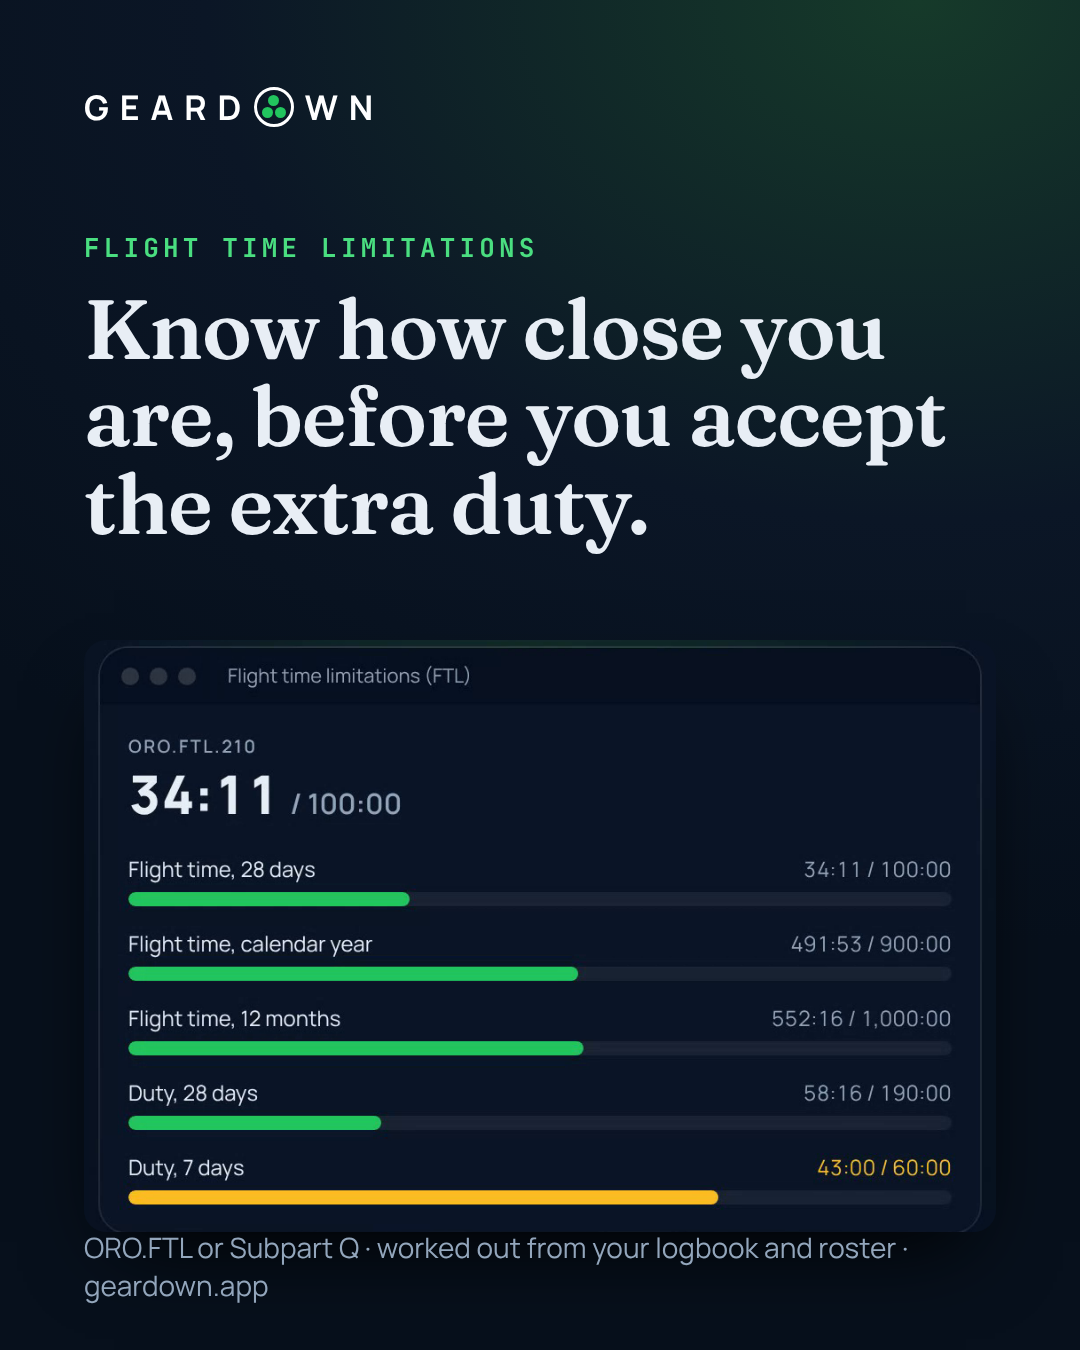 GEARDOWN
FLIGHT TIME LIMITATIONS
Know how close you
are, before you accept
the extra duty.
Flight time limitations (FTL)
ORO.FTL.210
34:11 / 100:00
Flight time, 28 days 34:11 / 100:00
Flight time, calendar year 491:53 / 900:00
Flight time, 12 months 552:16 / 1,000:00
Duty, 28 days 58:16 / 190:00
Duty, 7 days 43:00 / 60:00
ORO.FTL or Subpart Q · worked out from your logbook and roster ·
geardown.app